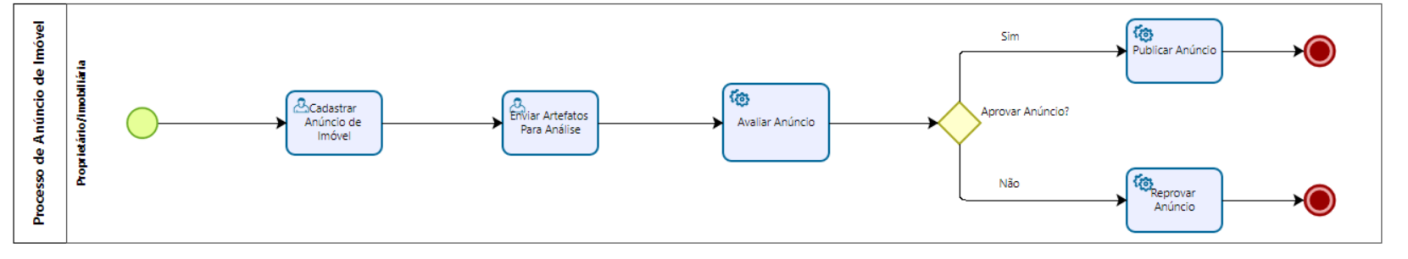 Processo de Anúncio de Imóvel
Proprietário/Imobiliária
Cadastrar
Anúncio de
Imóvel
Enviar Artefatos
Para Análise
Avaliar Anúncio
Aprovar Anúncio?
Sim
Publicar Anúncio
Não
Reprovar
Anúncio